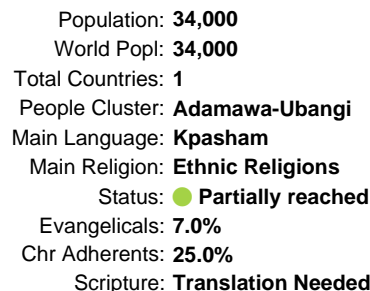 Population: 34,000
World Popl: 34,000
Total Countries: 1
People Cluster: Adamawa-Ubangi
Main Language: Kpasham
Main Religion: Ethnic Religions
Status: Partially reached
Evangelicals: 7.0%
Chr Adherents: 25.0%
Scripture: Translation Needed